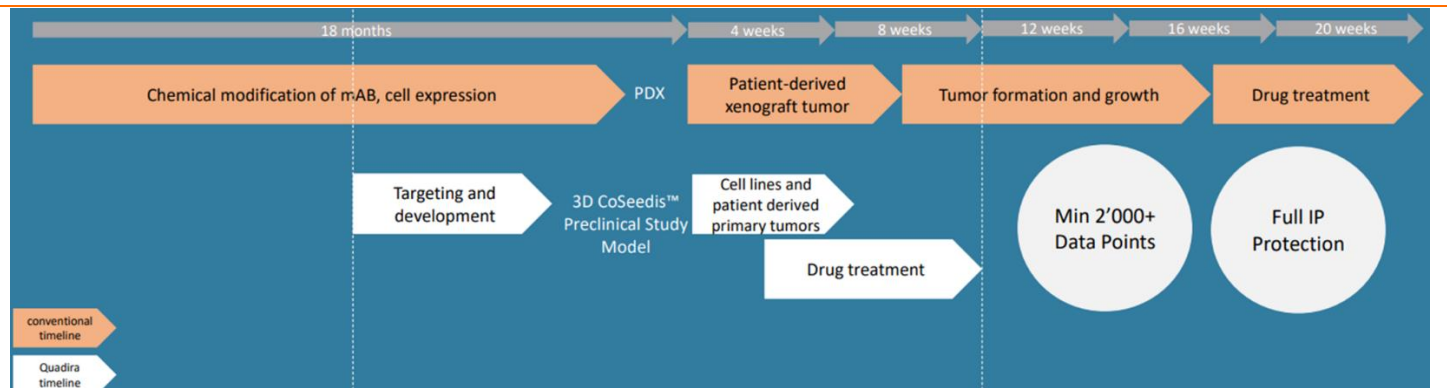 18 months
4 weeks
8 weeks
12 weeks
16 weeks
20 weeks
Chemical modification of mAB, cell expression
PDX
Patient-derived
xenograft tumor
Tumor formation and growth
Drug treatment
Targeting and
development
3D CoSeedis™
Preclinical Study
Model
Cell lines and
patient derived
primary tumors
Drug treatment
Min 2’000+
Data Points
Full IP
Protection
conventional
timeline
Quadira
timeline